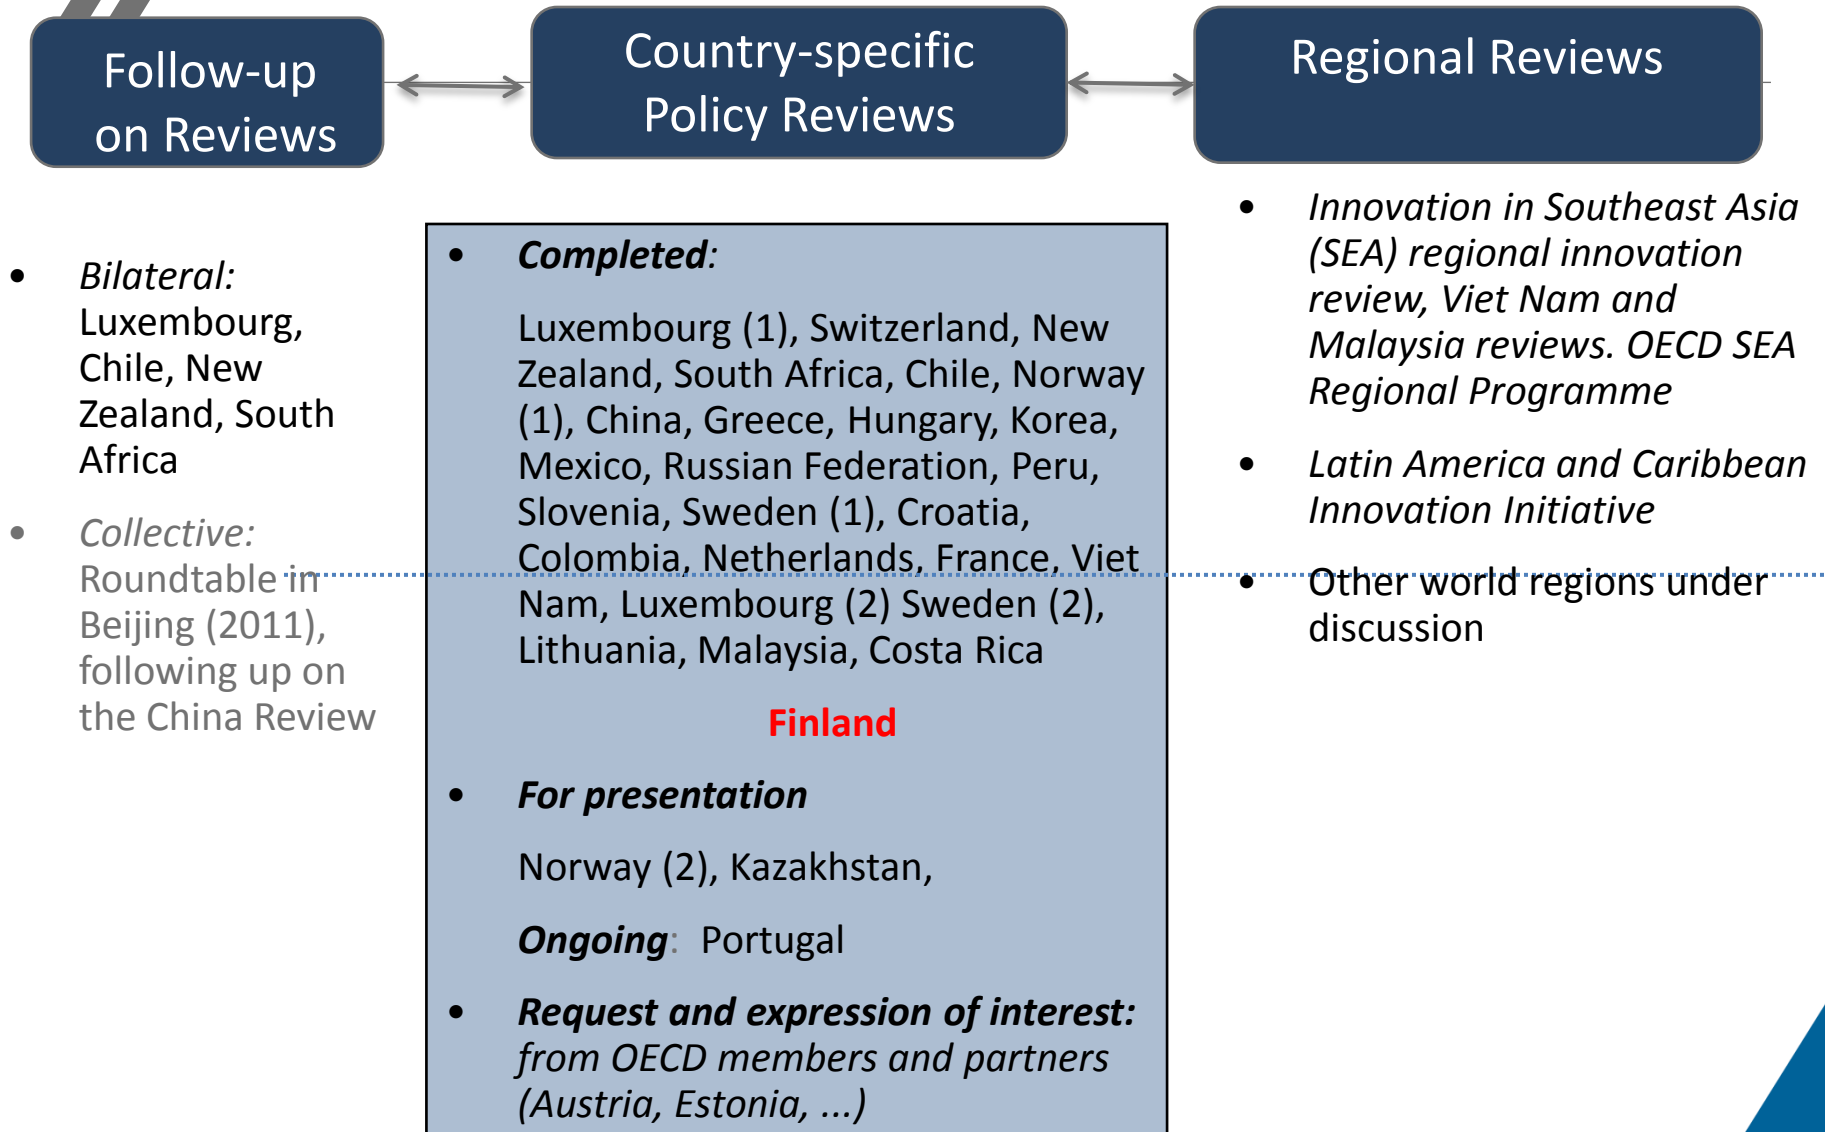 Follow-up
on Reviews
Country-specific
Policy Reviews
Regional Reviews
• Bilateral:
Luxembourg,
Chile, New
Zealand, South
Africa
• Collective:
Roundtable in
Beijing (2011),
following up on
the China Review
• Completed:
Luxembourg (1), Switzerland, New
Zealand, South Africa, Chile, Norway
(1), China, Greece, Hungary, Korea,
Mexico, Russian Federation, Peru,
Slovenia, Sweden (1), Croatia,
Colombia, Netherlands, France, Viet
Nam, Luxembourg (2) Sweden (2),
Lithuania, Malaysia, Costa Rica
Finland
• For presentation
Norway (2), Kazakhstan,
Ongoing: Portugal
• Request and expression of interest:
from OECD members and partners
(Austria, Estonia, ...)
• Innovation in Southeast Asia
(SEA) regional innovation
review, Viet Nam and
Malaysia reviews. OECD SEA
Regional Programme
• Latin America and Caribbean
Innovation Initiative
• Other world regions under
discussion